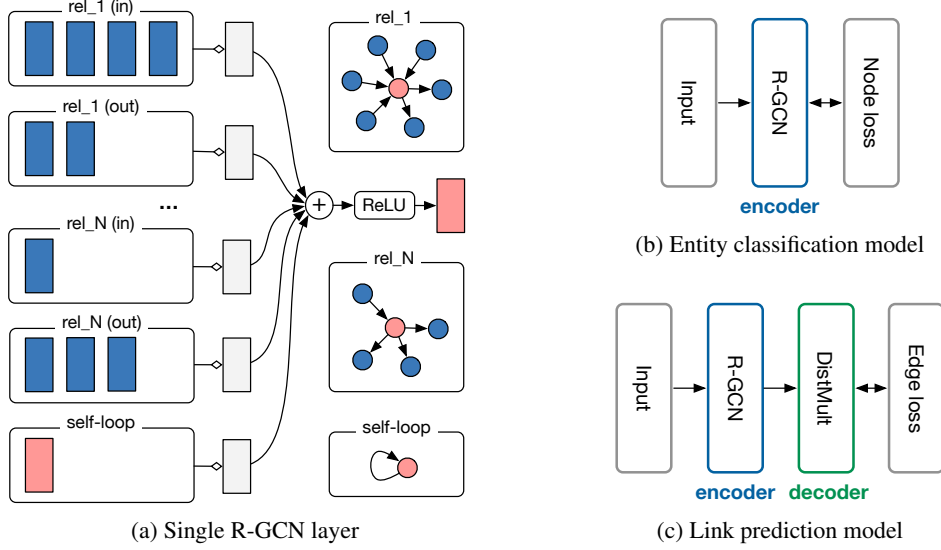 rel_1 (in)
rel_1 (out)
...
rel_N (in)
rel_N (out)
self-loop
+
ReLU
rel_1
rel_N
self-loop
(a) Single R-GCN layer
Input
R-GCN
Node loss
encoder
(b) Entity classification model
Input
R-GCN
DistMult
Edge loss
encoder
decoder
(c) Link prediction model